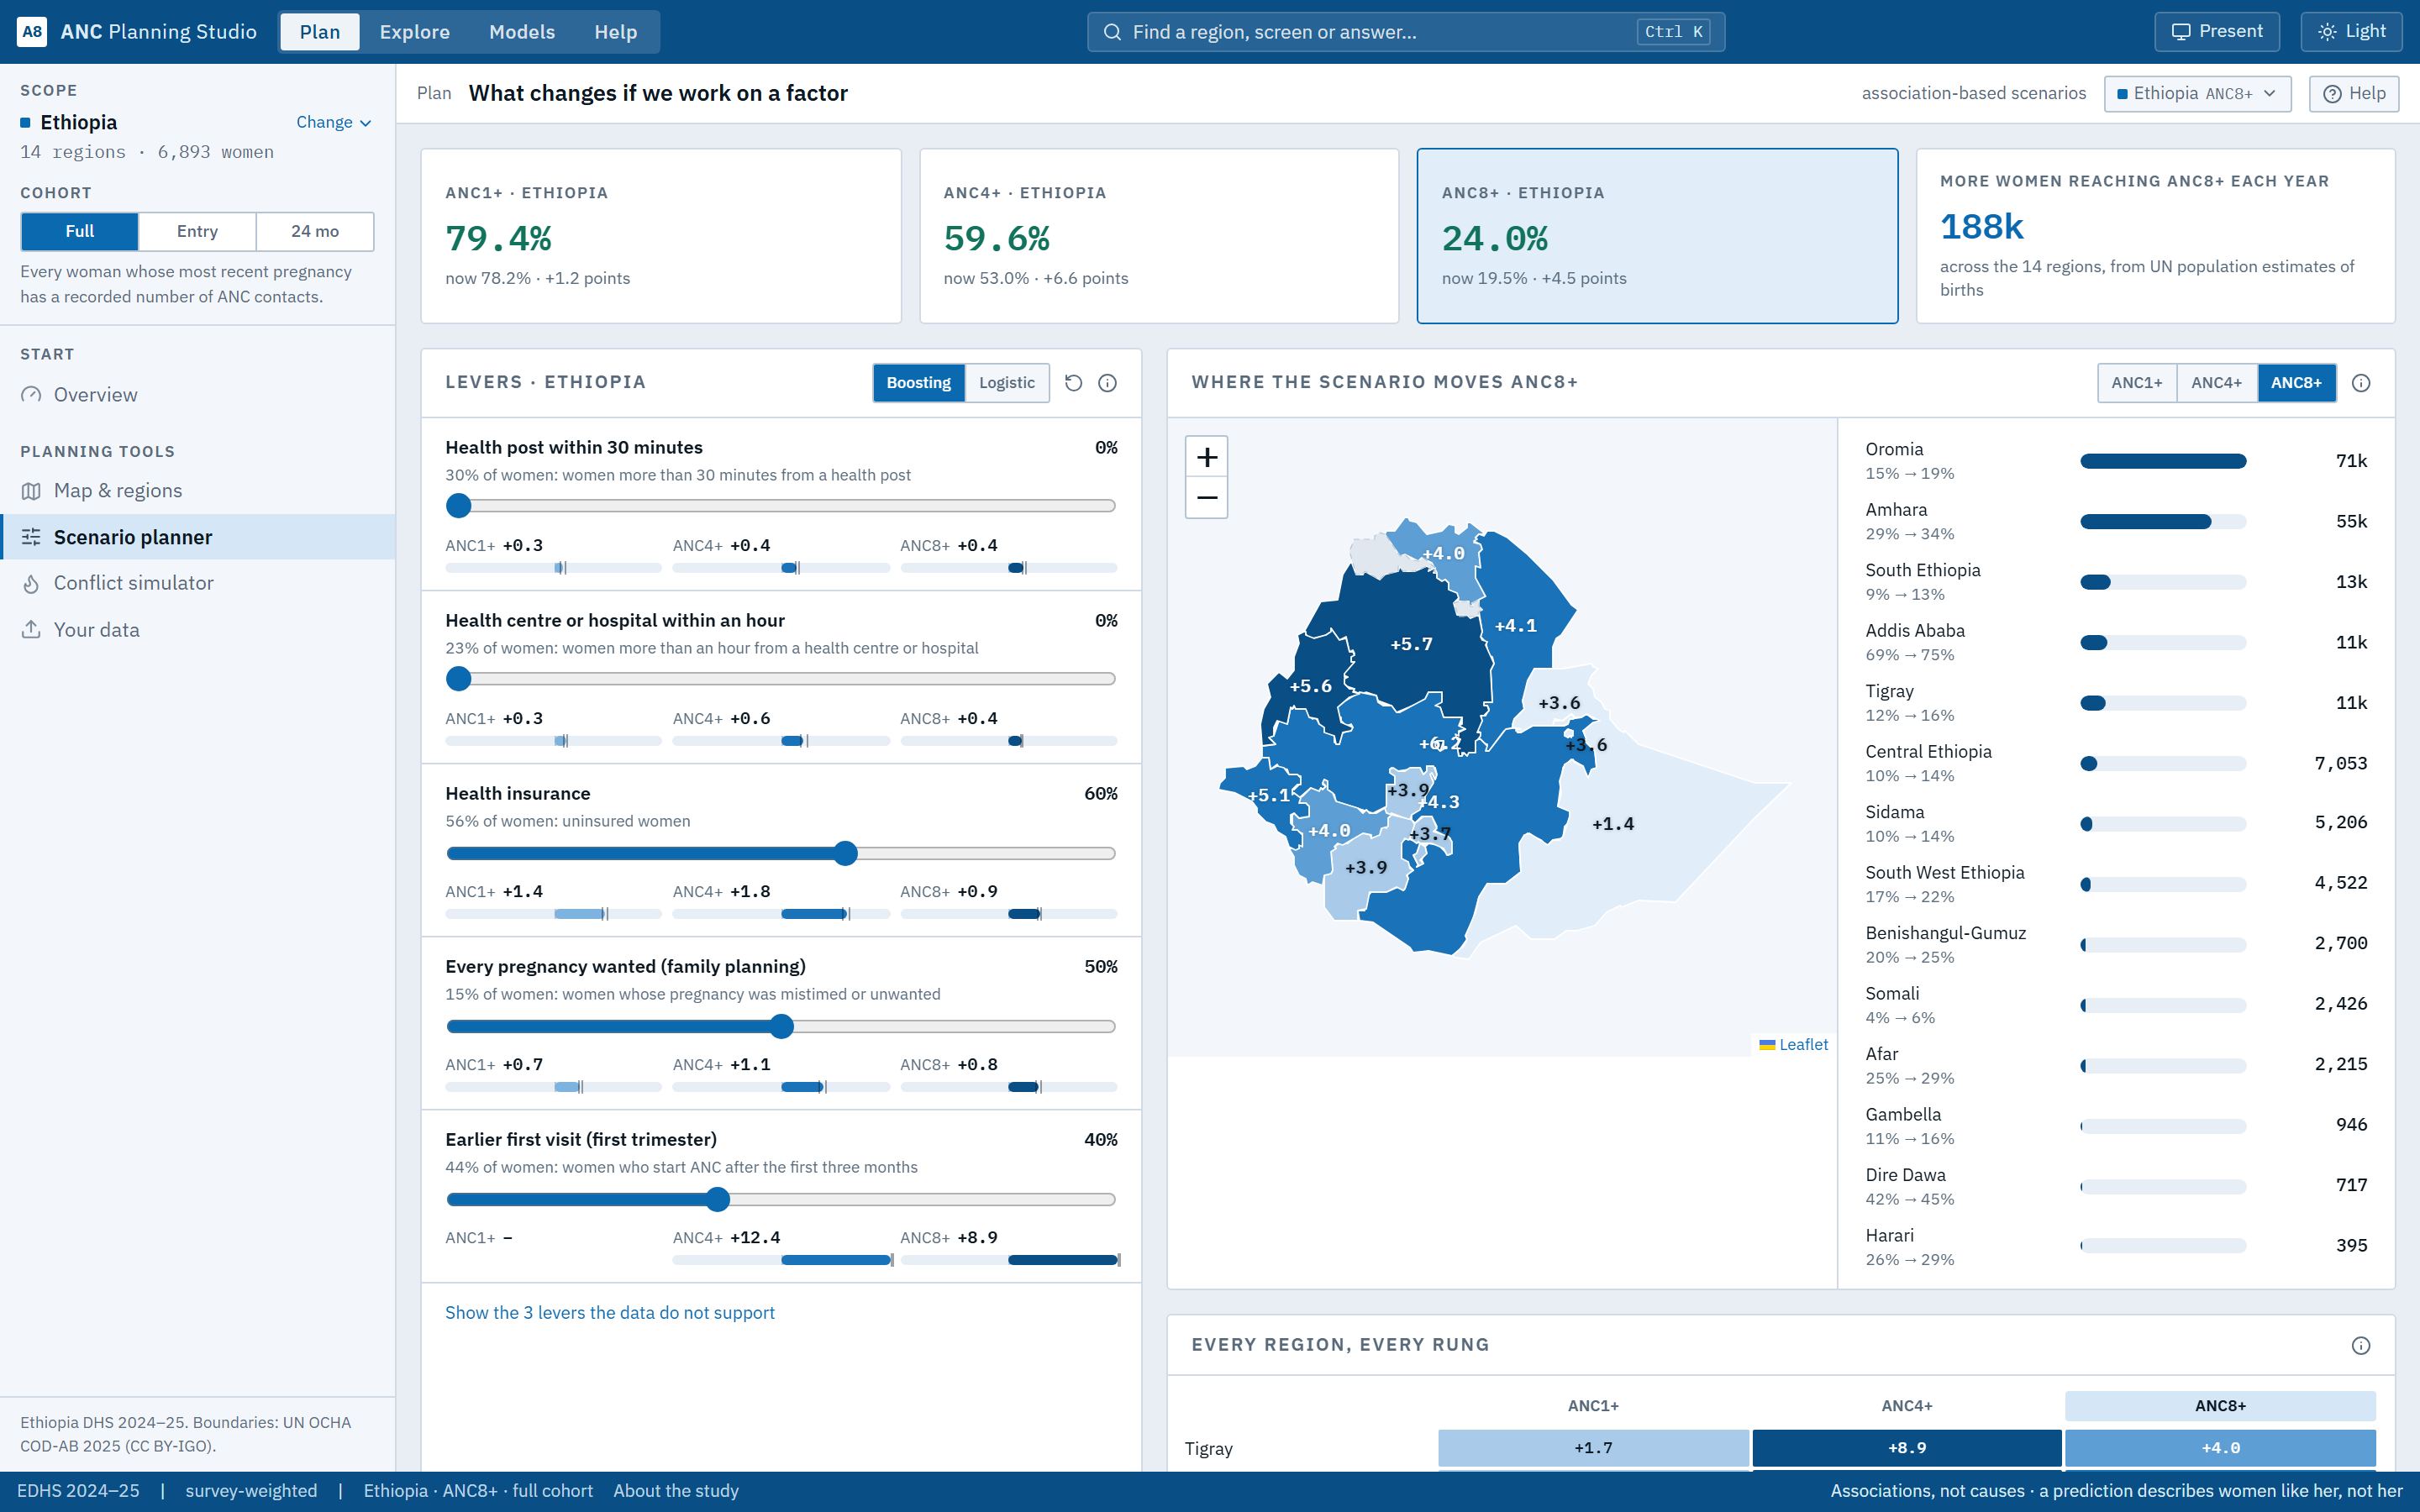 A8 ANC Planning Studio Plan Explore Models Help Find a region, screen or answer... Ctrl K Present Light
SCOPE
Ethiopia Change
14 regions · 6,893 women
COHORT
Full Entry 24 mo
Every woman whose most recent pregnancy
has a recorded number of ANC contacts.
START
Overview
PLANNING TOOLS
Map & regions
Scenario planner
Conflict simulator
Your data
Ethiopia DHS 2024–25. Boundaries: UN OCHA
COD-AB 2025 (CC BY-IGO).
Plan What changes if we work on a factor association-based scenarios Ethiopia ANC8+ Help
ANC1+ · ETHIOPIA
79.4%
now 78.2% · +1.2 points
ANC4+ · ETHIOPIA
59.6%
now 53.0% · +6.6 points
ANC8+ · ETHIOPIA
24.0%
now 19.5% · +4.5 points
MORE WOMEN REACHING ANC8+ EACH YEAR
188k
across the 14 regions, from UN population estimates of
births
LEVERS · ETHIOPIA Boosting Logistic
Health post within 30 minutes 0%
30% of women: women more than 30 minutes from a health post
ANC1+ +0.3 ANC4+ +0.4 ANC8+ +0.4
Health centre or hospital within an hour 0%
23% of women: women more than an hour from a health centre or hospital
ANC1+ +0.3 ANC4+ +0.6 ANC8+ +0.4
Health insurance 60%
56% of women: uninsured women
ANC1+ +1.4 ANC4+ +1.8 ANC8+ +0.9
Every pregnancy wanted (family planning) 50%
15% of women: women whose pregnancy was mistimed or unwanted
ANC1+ +0.7 ANC4+ +1.1 ANC8+ +0.8
Earlier first visit (first trimester) 40%
44% of women: women who start ANC after the first three months
ANC1+ – ANC4+ +12.4 ANC8+ +8.9
Show the 3 levers the data do not support
WHERE THE SCENARIO MOVES ANC8+ ANC1+ ANC4+ ANC8+
+
−
+4.0
+4.1
+5.7
+5.6
+3.6
+6.2
+3.6
+5.1
+3.9
+4.3
+1.4
+4.0
+3.7
+3.9
Leaflet
Oromia 71k
15% → 19%
Amhara 55k
29% → 34%
South Ethiopia 13k
9% → 13%
Addis Ababa 11k
69% → 75%
Tigray 11k
12% → 16%
Central Ethiopia 7,053
10% → 14%
Sidama 5,206
10% → 14%
South West Ethiopia 4,522
17% → 22%
Benishangul-Gumuz 2,700
20% → 25%
Somali 2,426
4% → 6%
Afar 2,215
25% → 29%
Gambella 946
11% → 16%
Dire Dawa 717
42% → 45%
Harari 395
26% → 29%
EVERY REGION, EVERY RUNG
ANC1+ ANC4+ ANC8+
Tigray +1.7 +8.9 +4.0
EDHS 2024–25 | survey-weighted | Ethiopia · ANC8+ · full cohort About the study Associations, not causes · a prediction describes women like her, not her